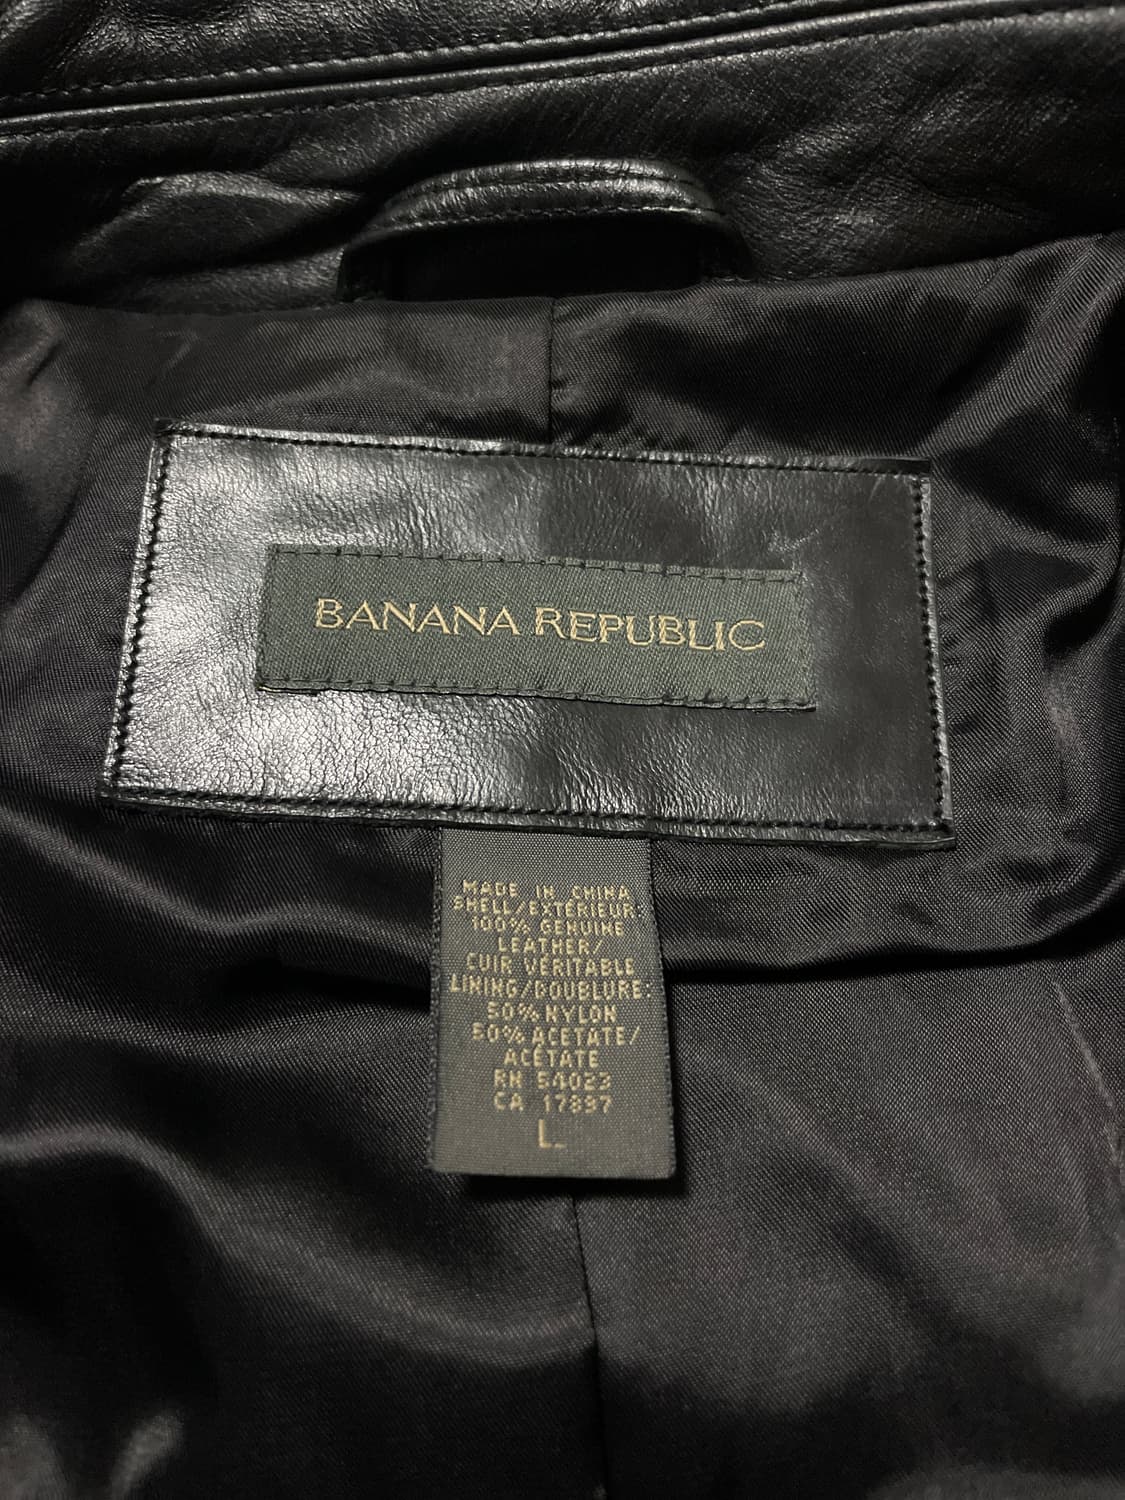 BANANA REPUBLIC
MADE IN CHINA
SHELL/EXTÉRIEUR:
100% GENUINE
LEATHER/
CUIR VÉRITABLE
LINING/DOUBLURE:
50% NYLON
50% ACETATE/
ACÉTATE
RN 54023
CA 17897
L